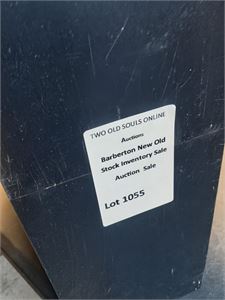 TWO OLD SOULS ONLINE
Auctions
Barberton New Old
Stock Inventory Sale
Auction Sale
Lot 1055